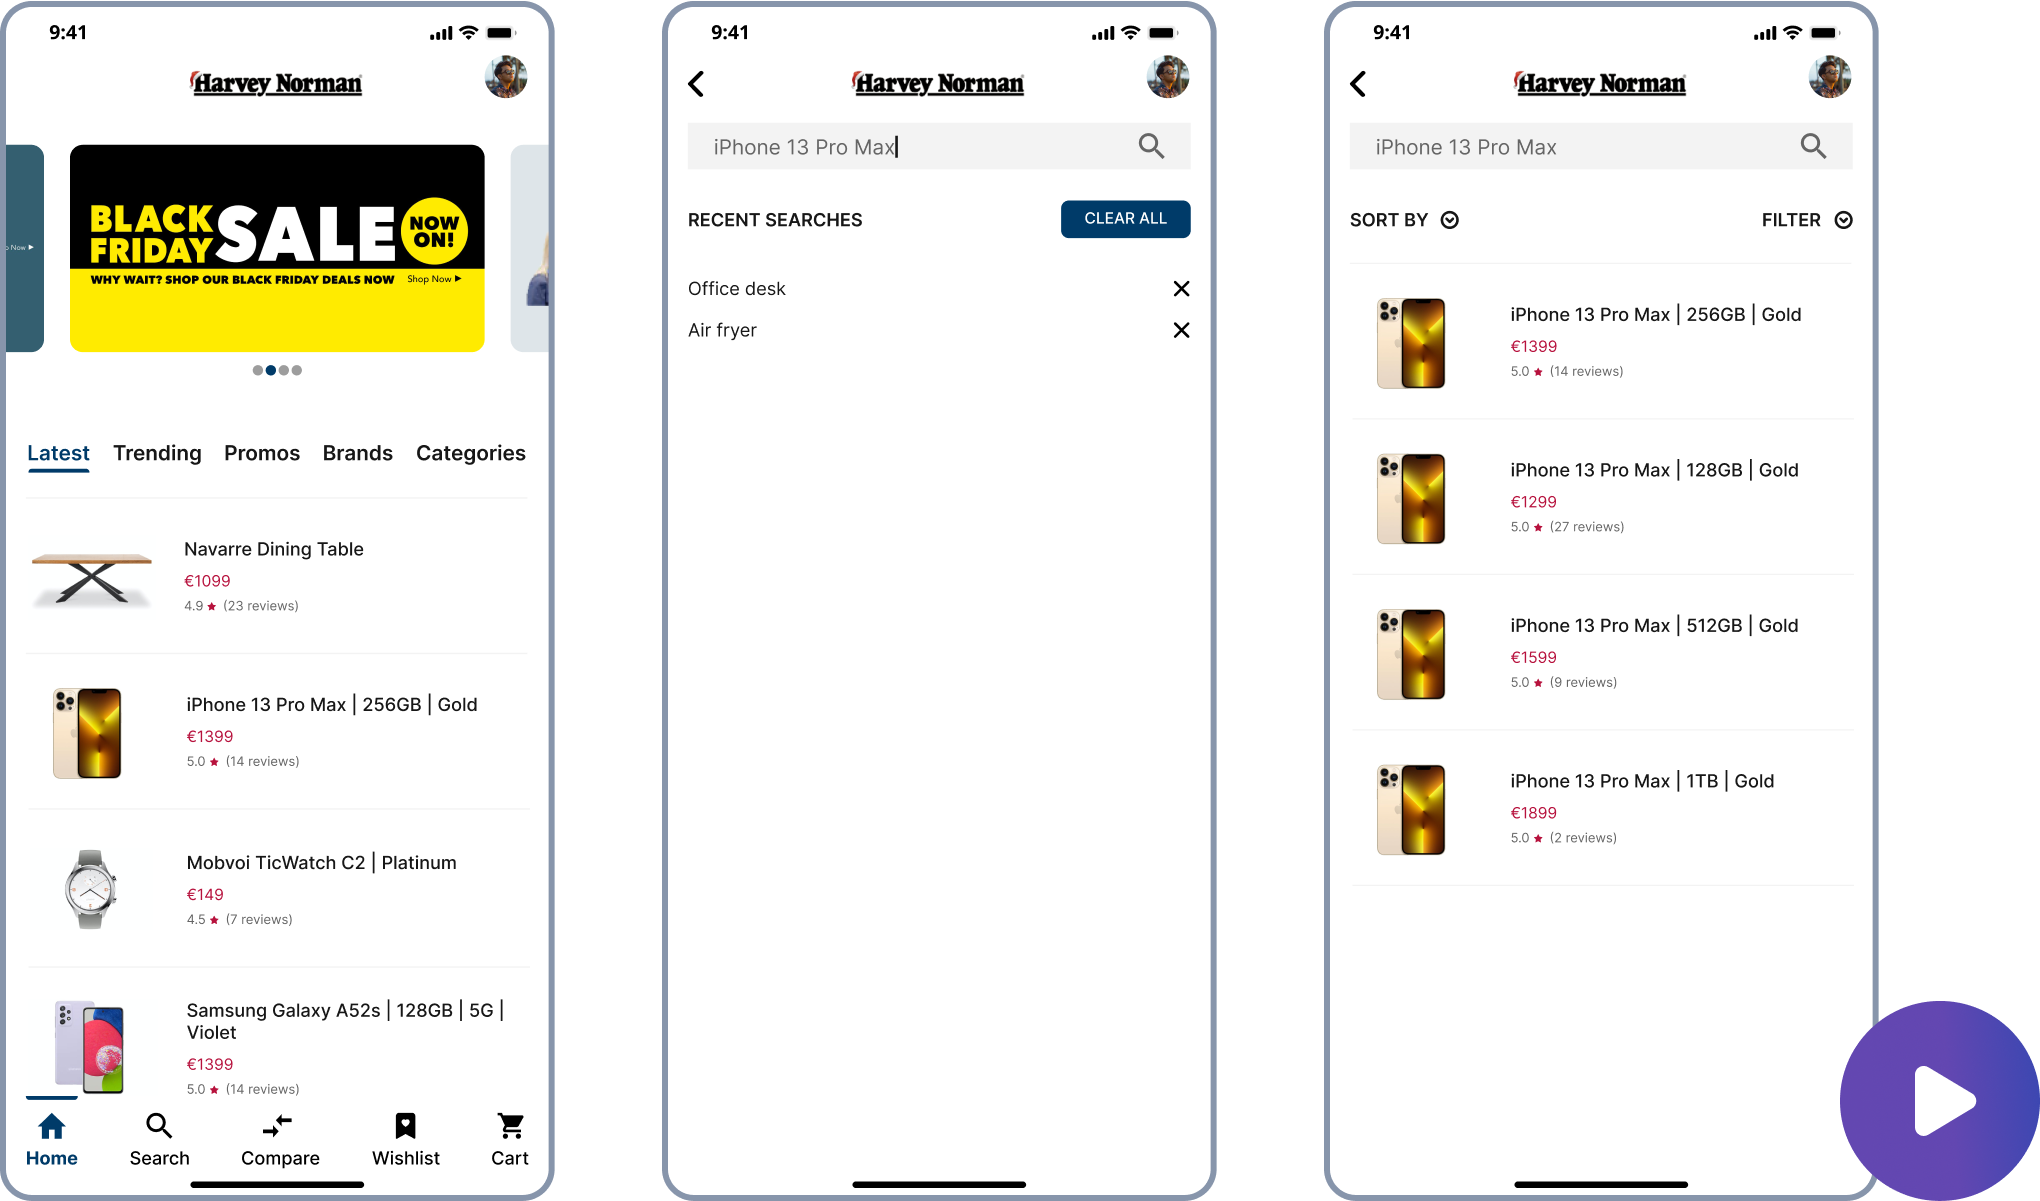 9:41
Harvey Norman
p Now ▶
BLACK
FRIDAY
SALE
NOW
ON!
WHY WAIT? SHOP OUR BLACK FRIDAY DEALS NOW
Shop Now ▶
Latest Trending Promos Brands Categories
Navarre Dining Table
€1099
4.9 ★ (23 reviews)
iPhone 13 Pro Max | 256GB | Gold
€1399
5.0 ★ (14 reviews)
Mobvoi TicWatch C2 | Platinum
€149
4.5 ★ (7 reviews)
Samsung Galaxy A52s | 128GB | 5G |
Violet
€1399
5.0 ★ (14 reviews)
Home Search Compare Wishlist Cart
9:41
Harvey Norman
iPhone 13 Pro Max
RECENT SEARCHES
CLEAR ALL
Office desk
Air fryer
9:41
Harvey Norman
iPhone 13 Pro Max
SORT BY
FILTER
iPhone 13 Pro Max | 256GB | Gold
€1399
5.0 ★ (14 reviews)
iPhone 13 Pro Max | 128GB | Gold
€1299
5.0 ★ (27 reviews)
iPhone 13 Pro Max | 512GB | Gold
€1599
5.0 ★ (9 reviews)
iPhone 13 Pro Max | 1TB | Gold
€1899
5.0 ★ (2 reviews)